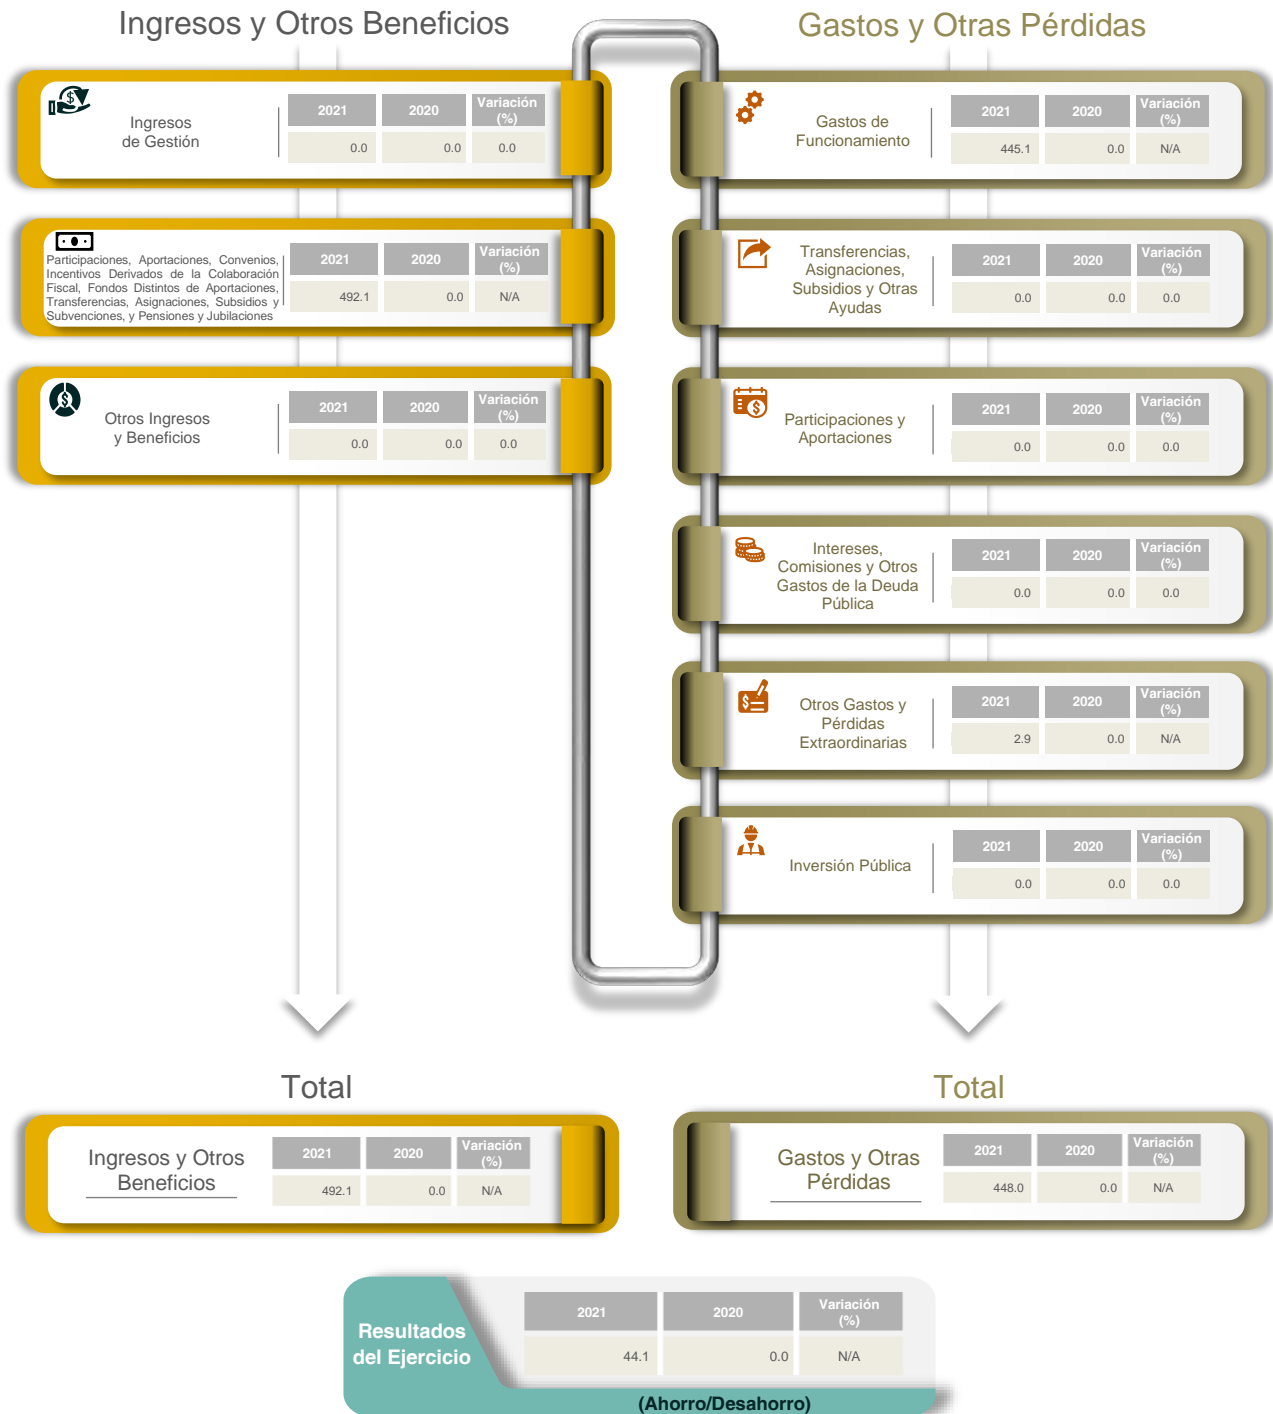 Ingresos y Otros Beneficios
Ingresos
de Gestión
2021 2020 Variación
(%)
0.0 0.0 0.0
Participaciones, Aportaciones, Convenios,
Incentivos Derivados de la Colaboración
Fiscal, Fondos Distintos de Aportaciones,
Transferencias, Asignaciones, Subsidios y
Subvenciones, y Pensiones y Jubilaciones
2021 2020 Variación
(%)
492.1 0.0 N/A
Otros Ingresos
y Beneficios
2021 2020 Variación
(%)
0.0 0.0 0.0
Gastos y Otras Pérdidas
Gastos de
Funcionamiento
2021 2020 Variación
(%)
445.1 0.0 N/A
Transferencias,
Asignaciones,
Subsidios y Otras
Ayudas
2021 2020 Variación
(%)
0.0 0.0 0.0
Participaciones y
Aportaciones
2021 2020 Variación
(%)
0.0 0.0 0.0
Intereses,
Comisiones y Otros
Gastos de la Deuda
Pública
2021 2020 Variación
(%)
0.0 0.0 0.0
Otros Gastos y
Pérdidas
Extraordinarias
2021 2020 Variación
(%)
2.9 0.0 N/A
Inversión Pública
2021 2020 Variación
(%)
0.0 0.0 0.0
Total
Ingresos y Otros
Beneficios
2021 2020 Variación
(%)
492.1 0.0 N/A
Total
Gastos y Otras
Pérdidas
2021 2020 Variación
(%)
448.0 0.0 N/A
Resultados
del Ejercicio
2021 2020 Variación
(%)
44.1 0.0 N/A
(Ahorro/Desahorro)